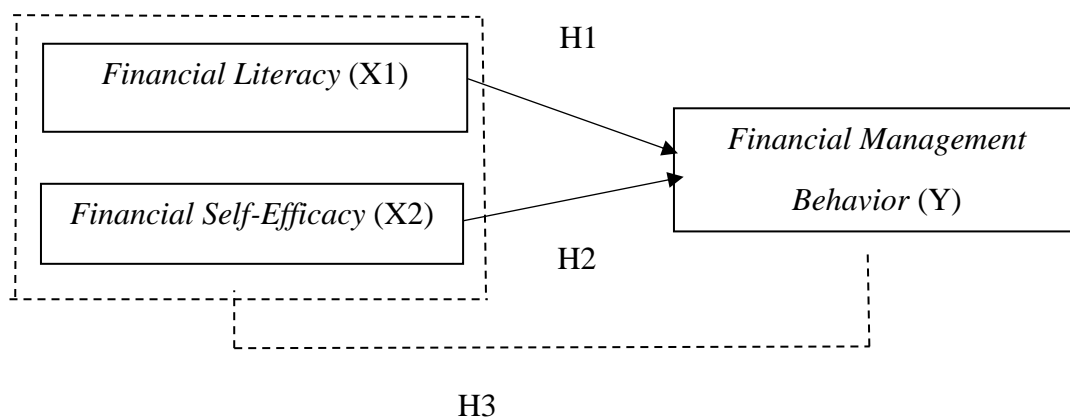 H1
Financial Literacy (X1)
Financial Management
Behavior (Y)
Financial Self-Efficacy (X2)
H2
H3